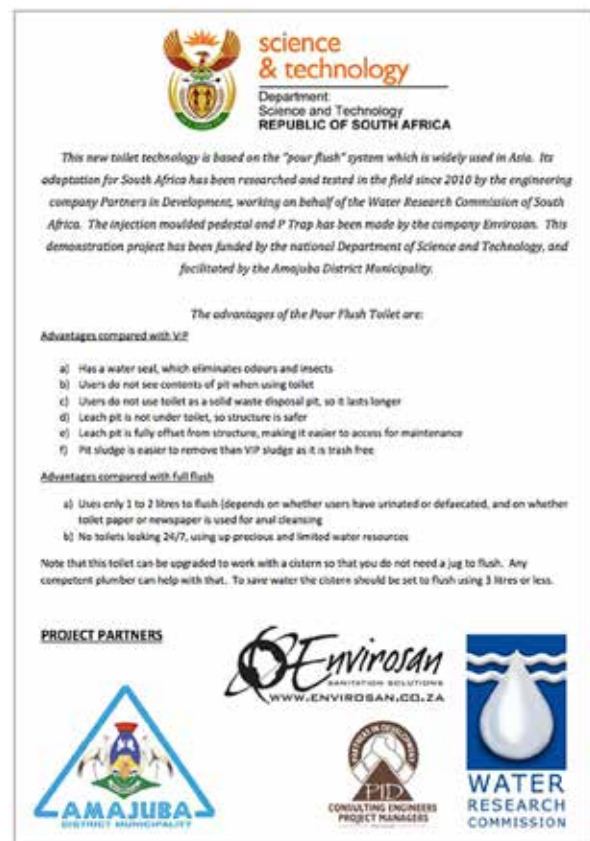 science
& technology
Department:
Science and Technology
REPUBLIC OF SOUTH AFRICA
This new toilet technology is based on the "pour flush" system which is widely used in Asia. Its
adaptation for South Africa has been researched and tested in the field since 2010 by the engineering
company Partners in Development, working on behalf of the Water Research Commission of South
Africa. The injection moulded pedestal and P Trap has been made by the company Envirosan. This
demonstration project has been funded by the national Department of Science and Technology, and
facilitated by the Amajuba District Municipality.
The advantages of the Pour Flush Toilet are:
Advantages compared with VIP
a) Has a water seal, which eliminates odours and insects
b) Users do not see contents of pit when using toilet
c) Users do not use toilet as a solid waste disposal pit, so it lasts longer
d) Leach pit is not under toilet, so structure is safer
e) Leach pit is fully offset from structure, making it easier to access for maintenance
f) Pit sludge is easier to remove than VIP sludge as it is trash free
Advantages compared with full flush
a) Uses only 1 to 2 litres to flush (depends on whether users have urinated or defaecated, and on whether
toilet paper or newspaper is used for anal cleansing
b) No toilets leaking 24/7, using up precious and limited water resources
Note that this toilet can be upgraded to work with a cistern so that you do not need a jug to flush. Any
competent plumber can help with that. To save water the cistern should be set to flush using 3 litres or less.
PROJECT PARTNERS
Envirosan
SANITATION SOLUTIONS
WWW.ENVIROSAN.CO.ZA
AMAJUBA
DISTRICT MUNICIPALITY
PARTNERS IN DEVELOPMENT
PID
CONSULTING ENGINEERS
PROJECT MANAGERS
WATER
RESEARCH
COMMISSION